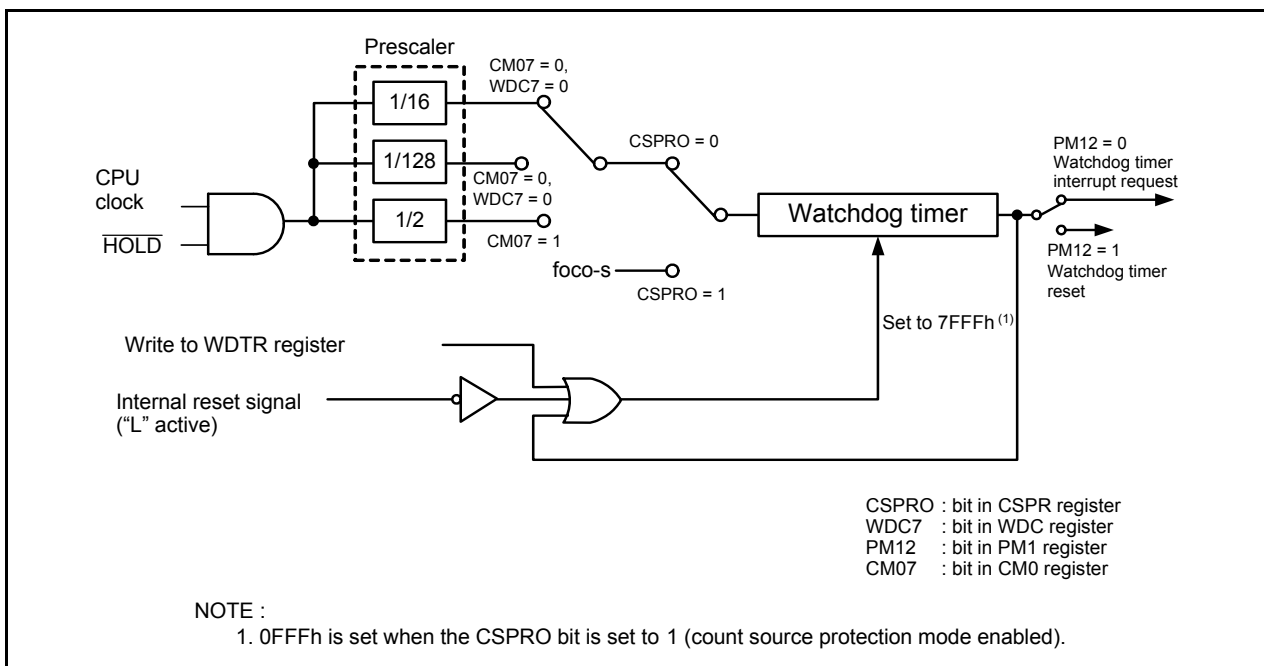 Prescaler
CM07 = 0,
WDC7 = 0
1/16
CSPRO = 0
PM12 = 0
Watchdog timer
interrupt request
1/128
CPU
clock
CM07 = 0,
WDC7 = 0
Watchdog timer
1/2
HOLD
CM07 = 1
PM12 = 1
Watchdog timer
reset
foco-s
CSPRO = 1
Set to 7FFFh (1)
Write to WDTR register
Internal reset signal
(“L” active)
CSPRO : bit in CSPR register
WDC7 : bit in WDC register
PM12 : bit in PM1 register
CM07 : bit in CM0 register
NOTE :
1. 0FFFh is set when the CSPRO bit is set to 1 (count source protection mode enabled).